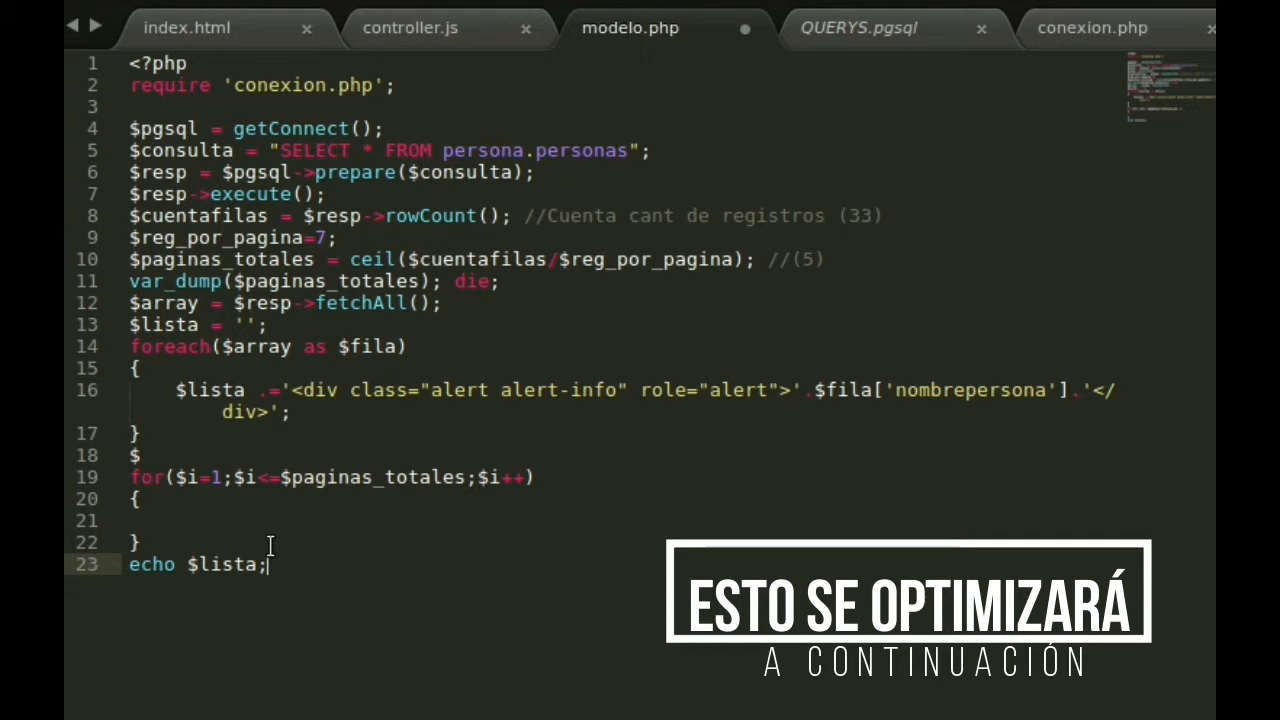 index.html × controller.js × modelo.php QUERYS.pgsql × conexion.php ×
1 <?php
2 require 'conexion.php';
3
4 $pgsql = getConnect();
5 $consulta = "SELECT * FROM persona.personas";
6 $resp = $pgsql->prepare($consulta);
7 $resp->execute();
8 $cuentafilas = $resp->rowCount(); //Cuenta cant de registros (33)
9 $reg_por_pagina=7;
10 $paginas_totales = ceil($cuentafilas/$reg_por_pagina); //(5)
11 var_dump($paginas_totales); die;
12 $array = $resp->fetchAll();
13 $lista = '';
14 foreach($array as $fila)
15 {
16 $lista .='<div class="alert alert-info" role="alert">'.$fila['nombrepersona'].'</
div>';
17 }
18 $
19 for($i=1;$i<=$paginas_totales;$i++)
20 {
21
22 }
23 echo $lista;
ESTO SE OPTIMIZARÁ
A CONTINUACIÓN